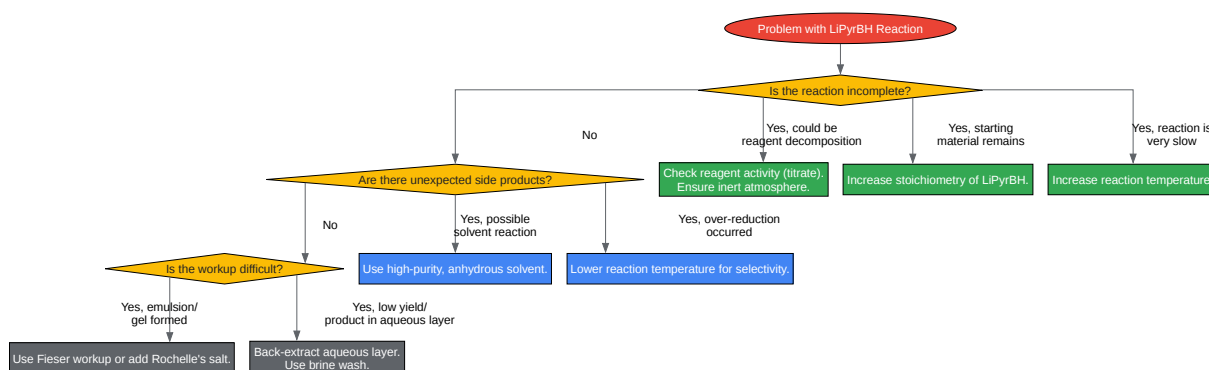 Problem with LiPyrBH Reaction
Is the reaction incomplete?
No
Yes, could be
reagent decomposition
Yes, starting
material remains
Yes, reaction is
very slow
Are there unexpected side products?
Check reagent activity (titrate).
Ensure inert atmosphere.
Increase stoichiometry of LiPyrBH.
Increase reaction temperature
No
Yes, possible
solvent reaction
Yes, over-reduction
occurred
Is the workup difficult?
Use high-purity, anhydrous solvent.
Lower reaction temperature for selectivity.
Yes, emulsion/
gel formed
Yes, low yield/
product in aqueous layer
Use Fieser workup or add Rochelle's salt.
Back-extract aqueous layer.
Use brine wash.